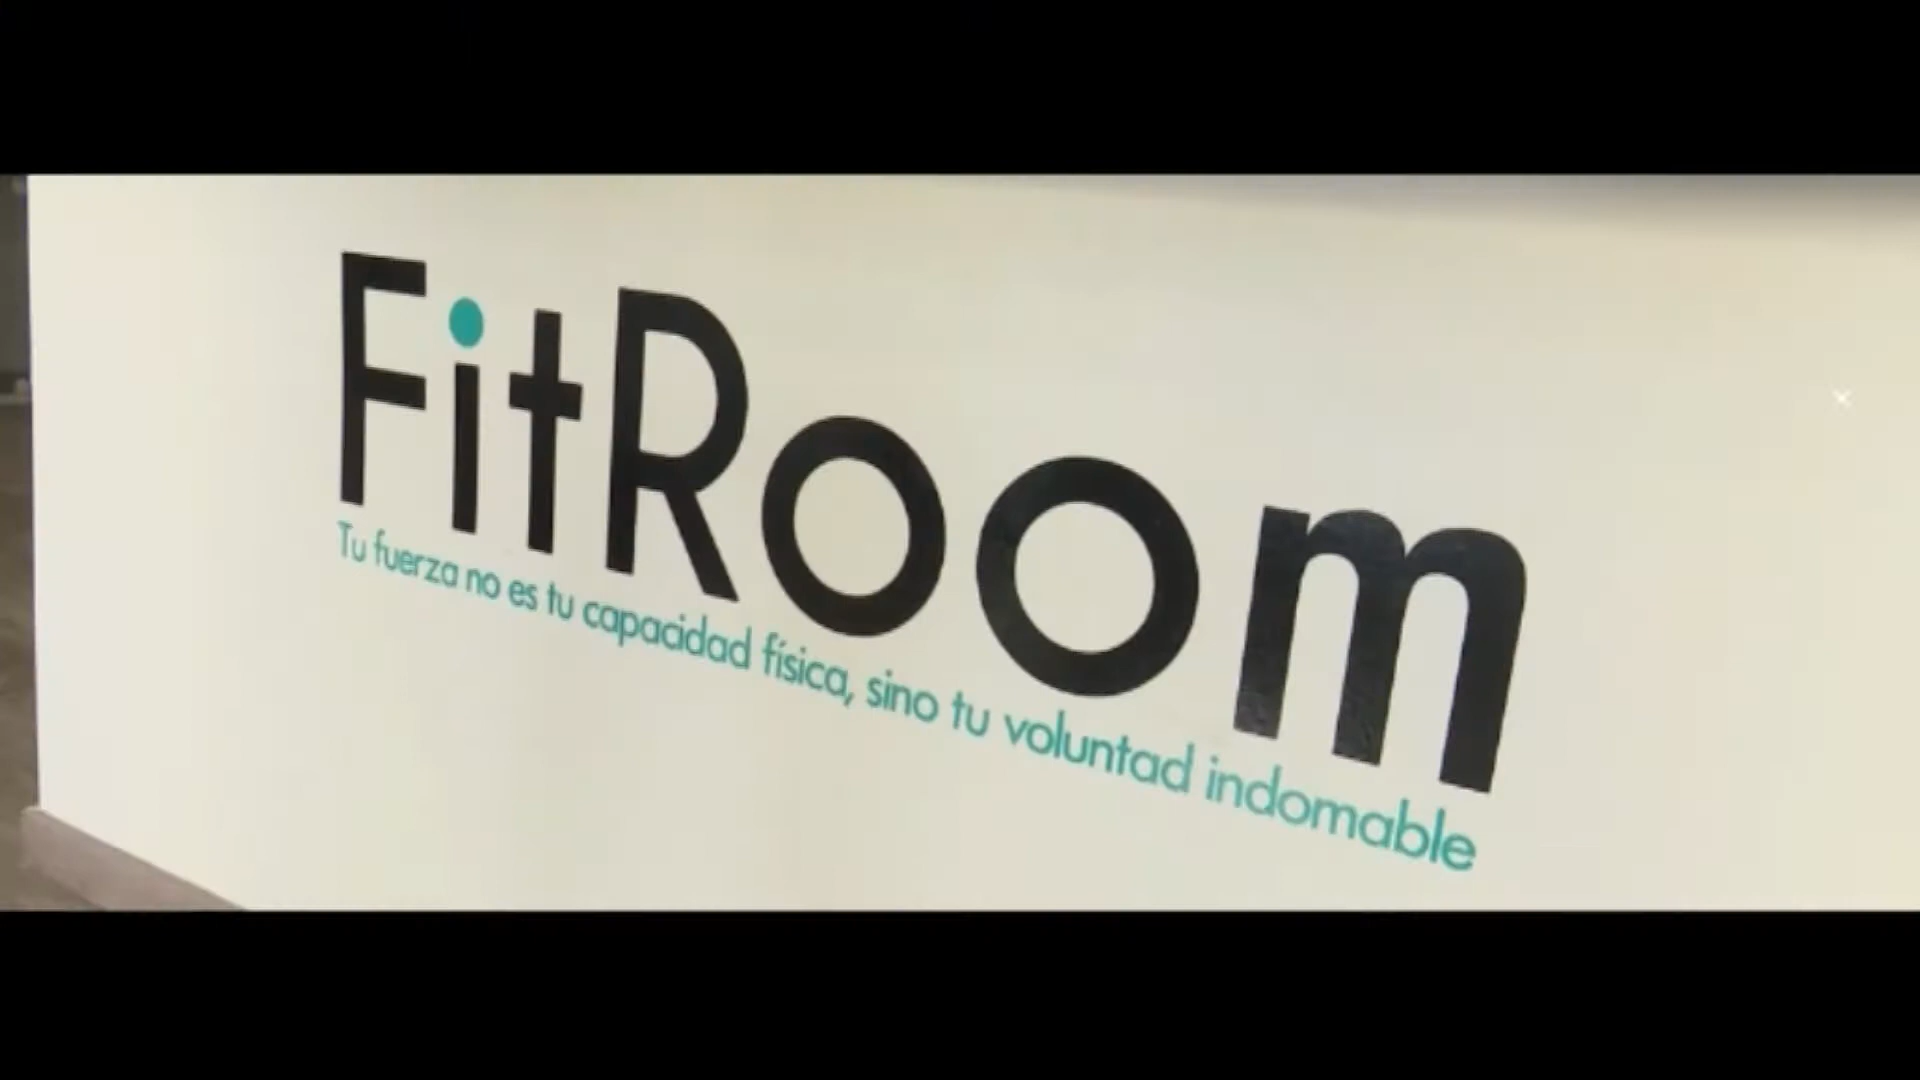 FitRoom
Tu fuerza no es tu capacidad física, sino tu voluntad indomable